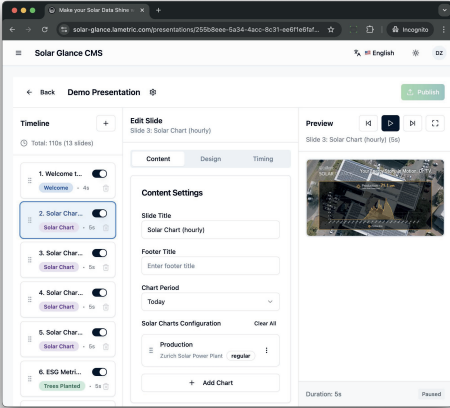 Make your Solar Data Shine
solar-glance.lametric.com/presentations/255b8eee-5a34-4acc-8c31-ee6f1e6faf...
Incognito
Solar Glance CMS
English
DZ
Back
Demo Presentation
Publish
Timeline
Total: 110s (13 slides)
1. Welcome t...
Welcome • 4s
2. Solar Char...
Solar Chart • 5s
3. Solar Char...
Solar Chart • 5s
4. Solar Char...
Solar Chart • 5s
5. Solar Char...
Solar Chart • 5s
6. ESG Metri...
Trees Planted • 5s
Edit Slide
Slide 3: Solar Chart (hourly)
Content
Design
Timing
Content Settings
Slide Title
Solar Chart (hourly)
Footer Title
Enter footer title
Chart Period
Today
Solar Charts Configuration
Clear All
Production
Zurich Solar Power Plant
regular
+ Add Chart
Preview
Slide 3: Solar Chart (hourly) (5s)
SOLAR
Duration: 5s
Paused